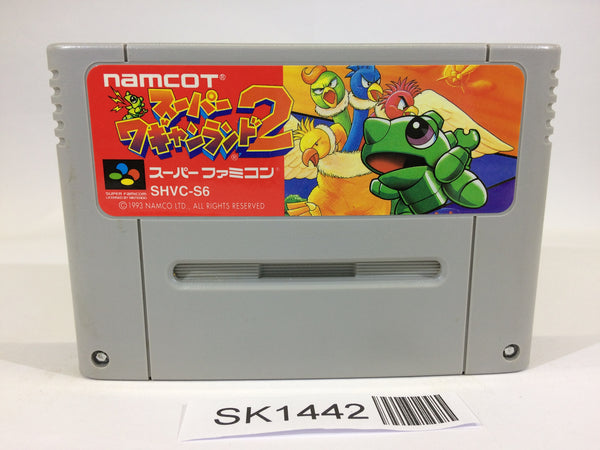 namcoT®
スーパー
ワギャンランド2
®
スーパーファミコン
SHVC-S6
SUPER FAMICOM
LICENSED BY NINTENDO
©1993 NAMCO LTD., ALL RIGHTS RESERVED
SK1442